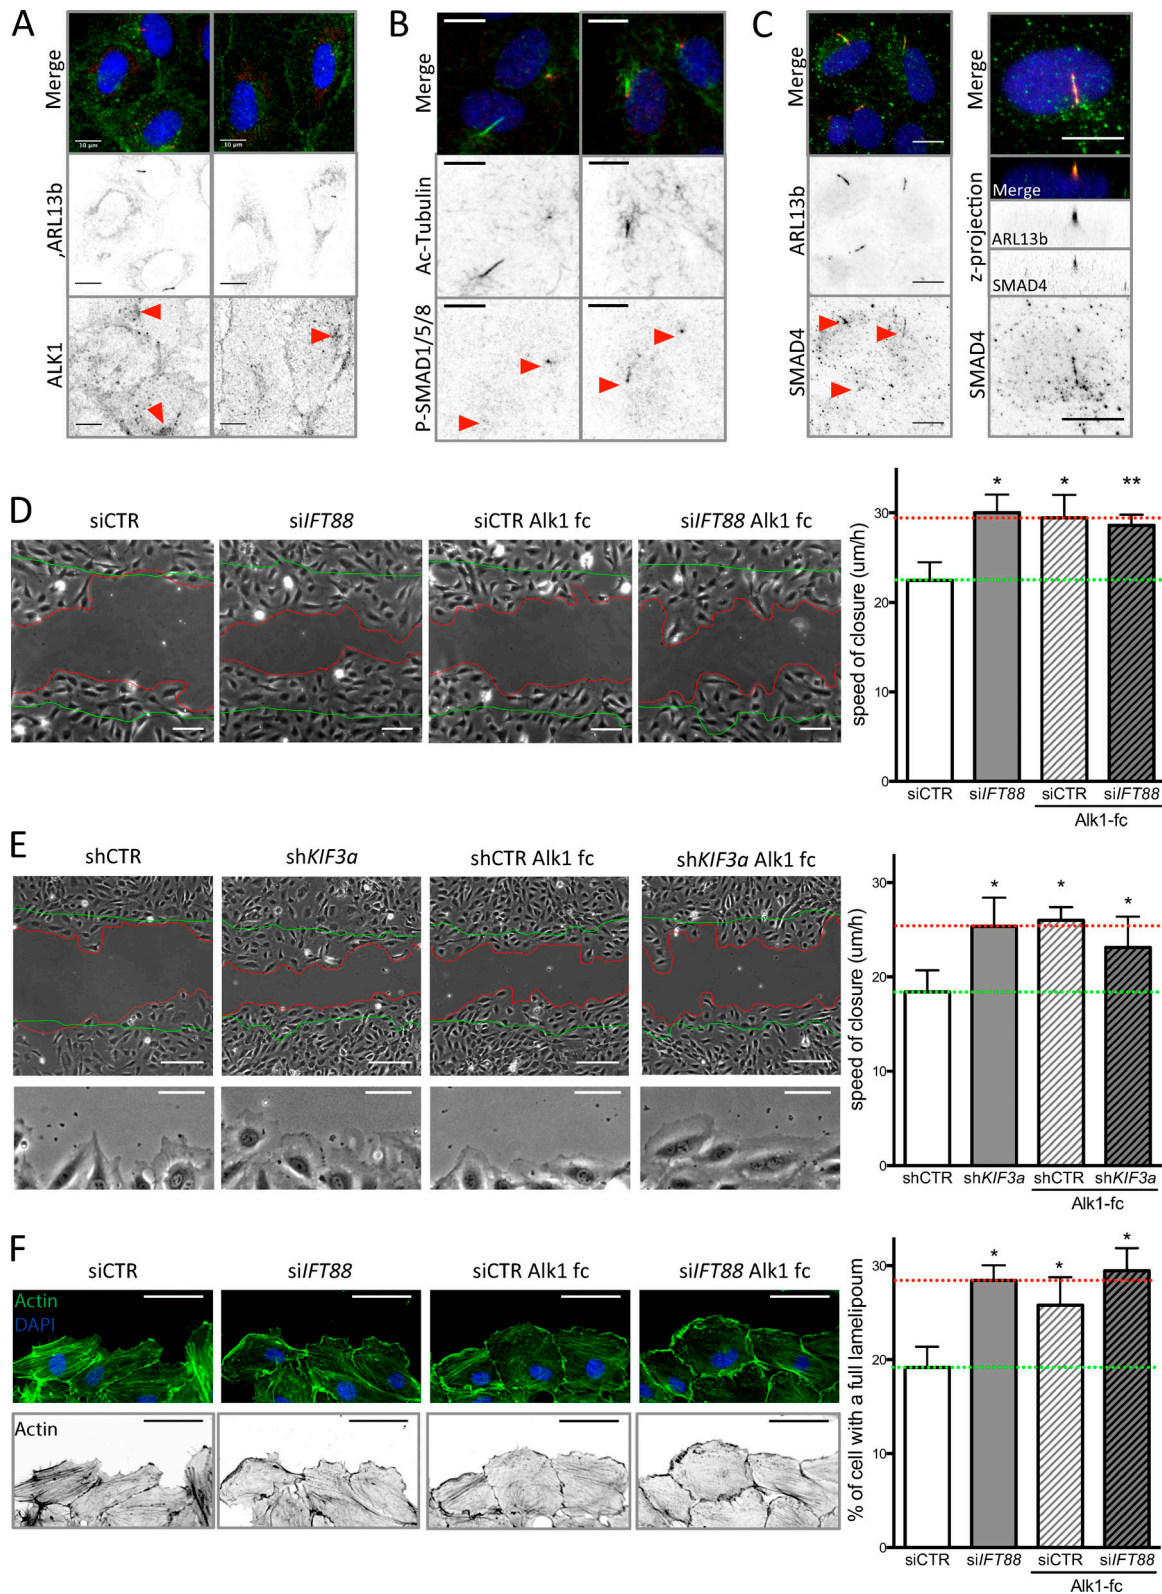 A
Merge
10 µm
10 µm
,ARL13b
ALK1
B
Merge
Ac-Tubulin
P-SMAD1/5/8
C
Merge
ARL13b
SMAD4
Merge
z-projection
ARL13b
SMAD4
SMAD4
D
siCTR
siIFT88
siCTR Alk1 fc
siIFT88 Alk1 fc
speed of closure (um/h)
30
20
10
0
* * **
siCTR siIFT88 siCTR siIFT88
Alk1-fc
E
shCTR
shKIF3a
shCTR Alk1 fc
shKIF3a Alk1 fc
speed of closure (um/h)
30
20
10
0
* * *
shCTR shKIF3a shCTR shKIF3a
Alk1-fc
F
siCTR
siIFT88
siCTR Alk1 fc
siIFT88 Alk1 fc
Actin
DAPI
Actin
% of cell with a full lamelipoum
30
20
10
0
* * *
siCTR siIFT88 siCTR siIFT88
Alk1-fc